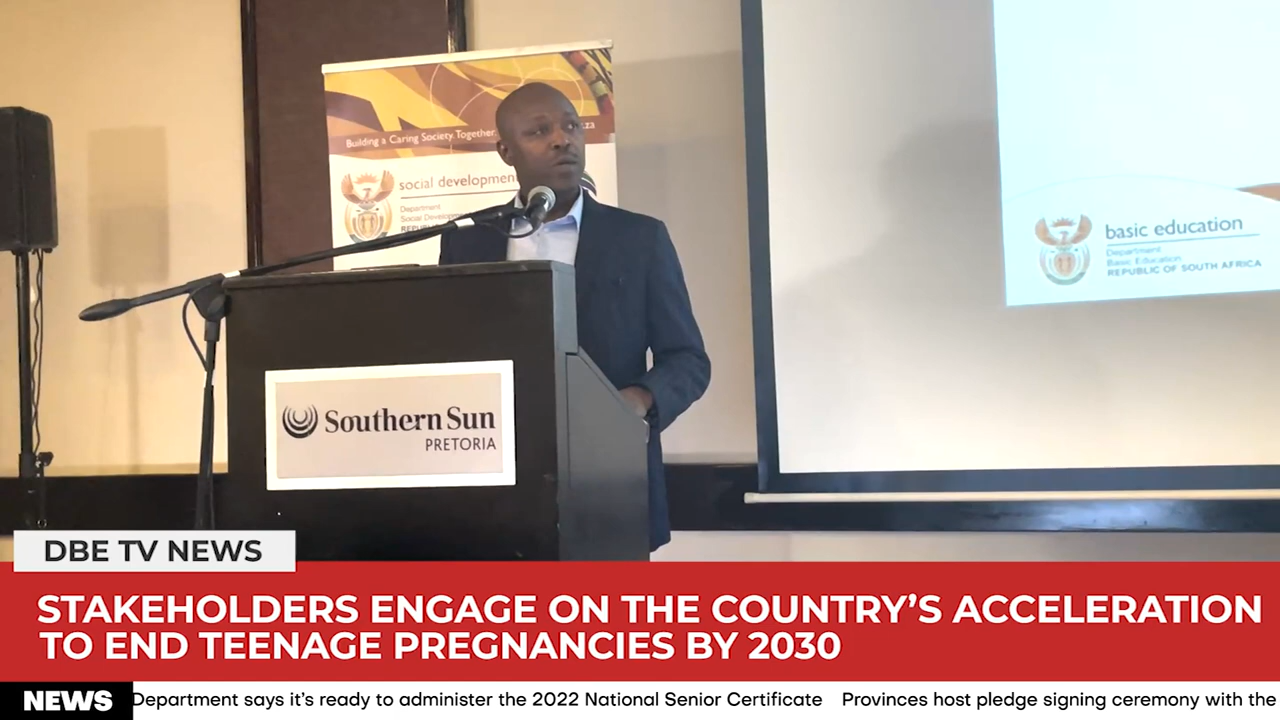 Building a Caring Society. Together.
social development
Department
Social Development
basic education
Department
Basic Education
REPUBLIC OF SOUTH AFRICA
Southern Sun
PRETORIA
DBE TV NEWS
STAKEHOLDERS ENGAGE ON THE COUNTRY’S ACCELERATION
TO END TEENAGE PREGNANCIES BY 2030
NEWS Department says it’s ready to administer the 2022 National Senior Certificate Provinces host pledge signing ceremony with the